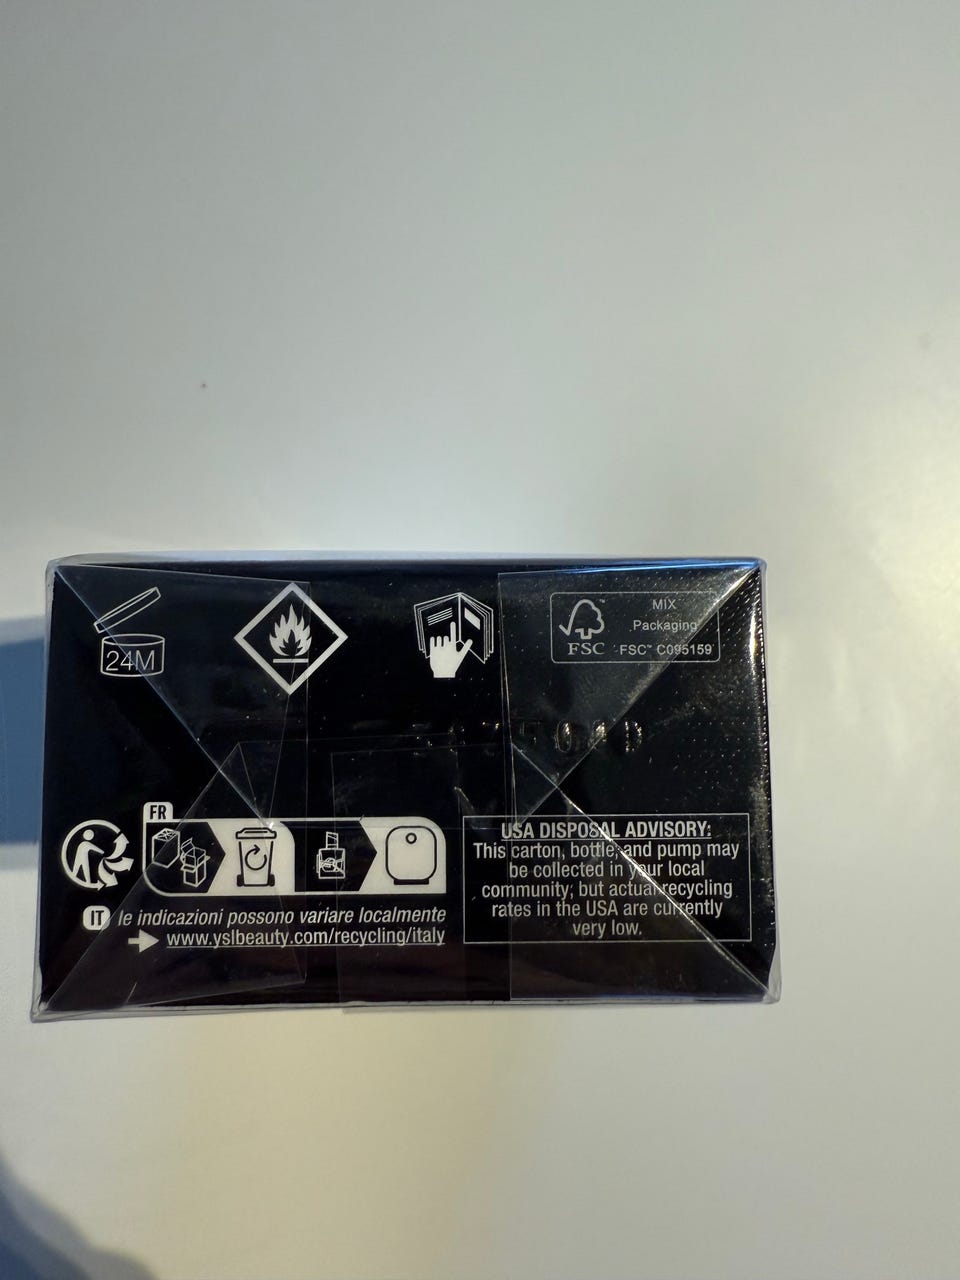 24M
FSC™
MIX
Packaging
FSC™ C095159
FR
USA DISPOSAL ADVISORY:
This carton, bottle, and pump may
be collected in your local
community, but actual recycling
rates in the USA are currently
very low.
IT le indicazioni possono variare localmente
www.yslbeauty.com/recycling/italy